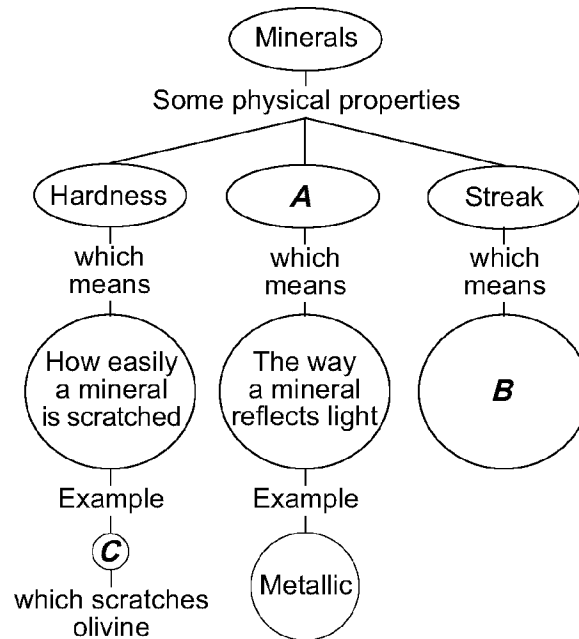 Minerals
Some physical properties
Hardness
A
Streak
which
means
which
means
which
means
How easily
a mineral
is scratched
The way
a mineral
reflects light
B
Example
Example
C
Metallic
which scratches
olivine